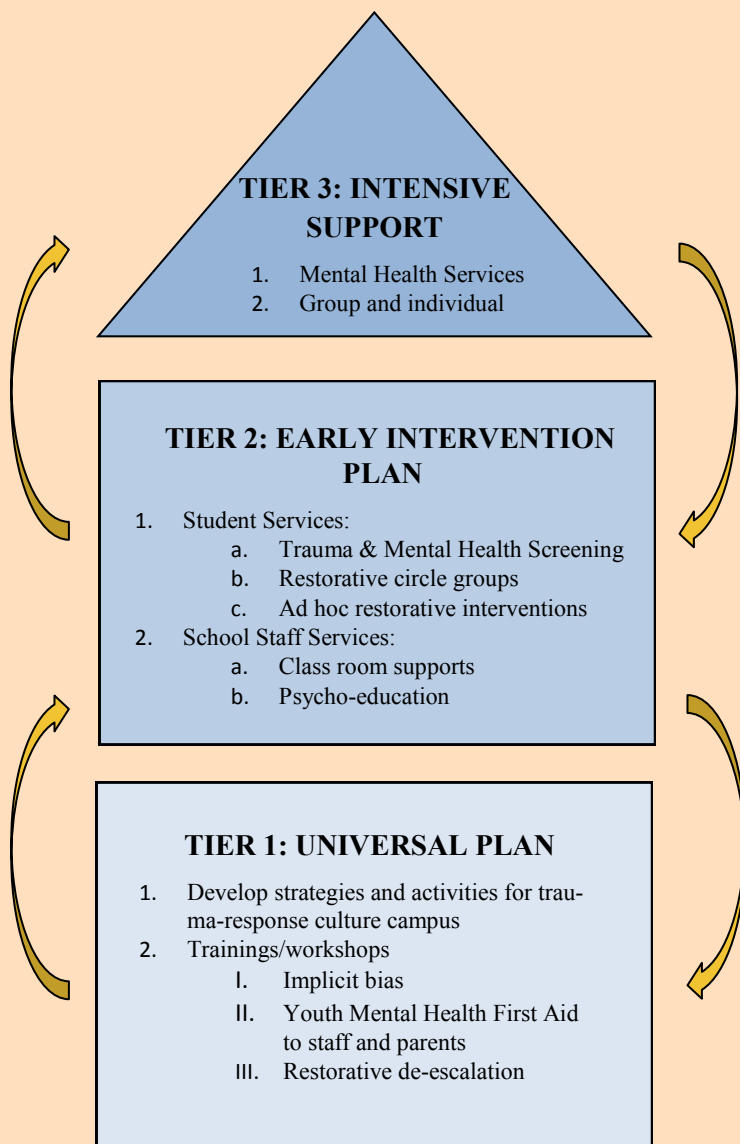 TIER 3: INTENSIVE
SUPPORT
1. Mental Health Services
2. Group and individual
TIER 2: EARLY INTERVENTION
PLAN
1. Student Services:
a. Trauma & Mental Health Screening
b. Restorative circle groups
c. Ad hoc restorative interventions
2. School Staff Services:
a. Class room supports
b. Psycho-education
TIER 1: UNIVERSAL PLAN
1. Develop strategies and activities for trau-
ma-response culture campus
2. Trainings/workshops
I. Implicit bias
II. Youth Mental Health First Aid
to staff and parents
III. Restorative de-escalation